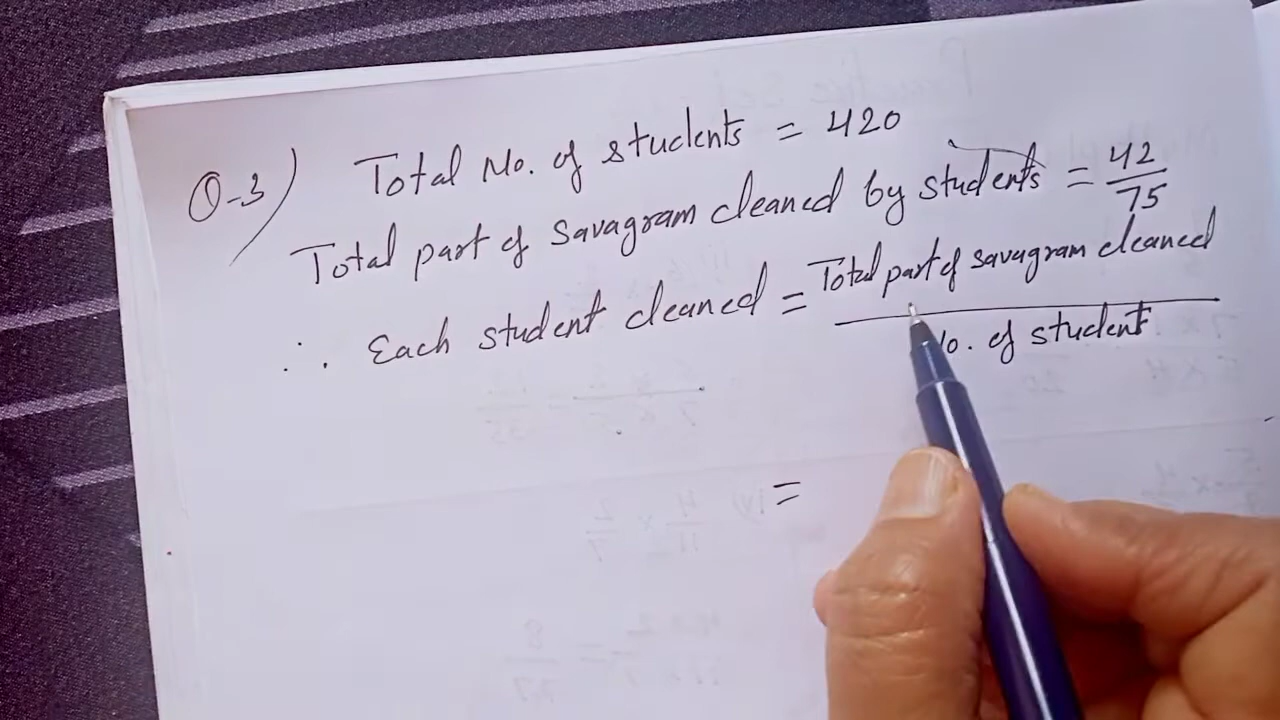 Q-3) Total No. of students = 420
Total part of Savagram cleaned by students = 42/75
∴ Each student cleaned = Total part of savagram cleaned / No. of student
=